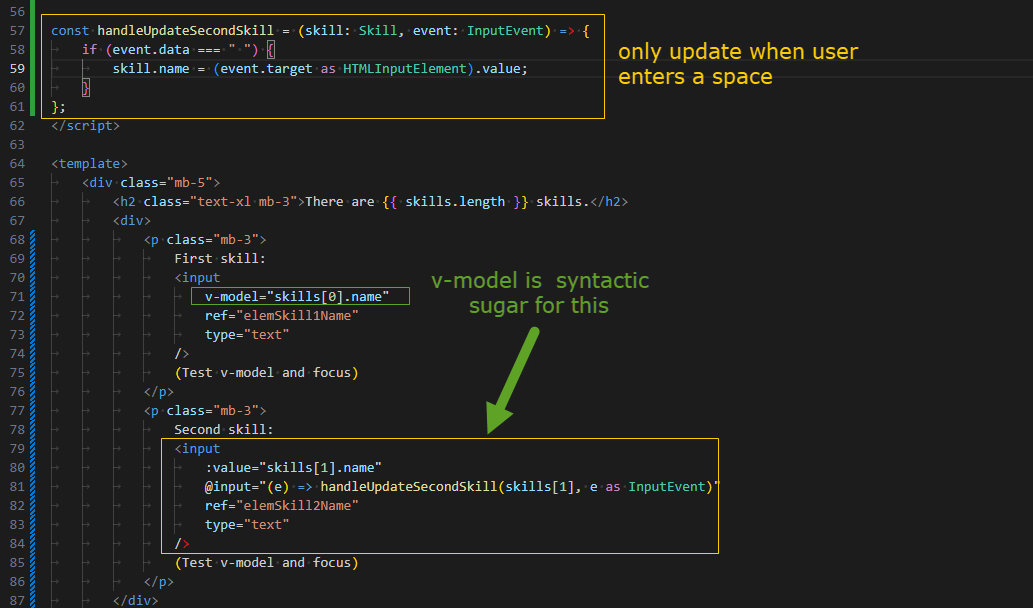 56
57 const handleUpdateSecondSkill = (skill: Skill, event: InputEvent) => {
58 if (event.data === " ") {
59 skill.name = (event.target as HTMLInputElement).value;
60 }
61 };
only update when user
enters a space
62 </script>
63
64 <template>
65 <div class="mb-5">
66 <h2 class="text-xl mb-3">There are {{ skills.length }} skills.</h2>
67 <div>
68 <p class="mb-3">
69 First skill:
70 <input
71 v-model="skills[0].name"
72 ref="elemSkill1Name"
73 type="text"
74 />
75 (Test v-model and focus)
76 </p>
v-model is syntactic
sugar for this
77 <p class="mb-3">
78 Second skill:
79 <input
80 :value="skills[1].name"
81 @input="(e) => handleUpdateSecondSkill(skills[1], e as InputEvent)"
82 ref="elemSkill2Name"
83 type="text"
84 />
85 (Test v-model and focus)
86 </p>
87 </div>